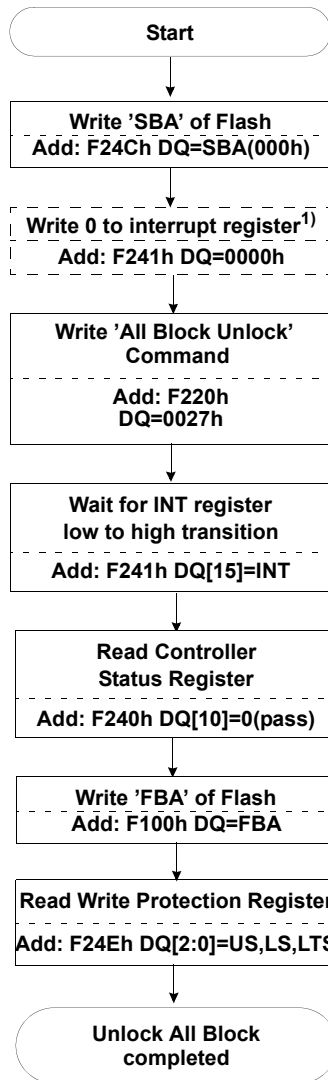 Start
Write 'SBA' of Flash
Add: F24Ch DQ=SBA(000h)
Write 0 to interrupt register1)
Add: F241h DQ=0000h
Write 'All Block Unlock'
Command
Add: F220h
DQ=0027h
Wait for INT register
low to high transition
Add: F241h DQ[15]=INT
Read Controller
Status Register
Add: F240h DQ[10]=0(pass)
Write 'FBA' of Flash
Add: F100h DQ=FBA
Read Write Protection Register
Add: F24Eh DQ[2:0]=US,LS,LTS
Unlock All Block
completed